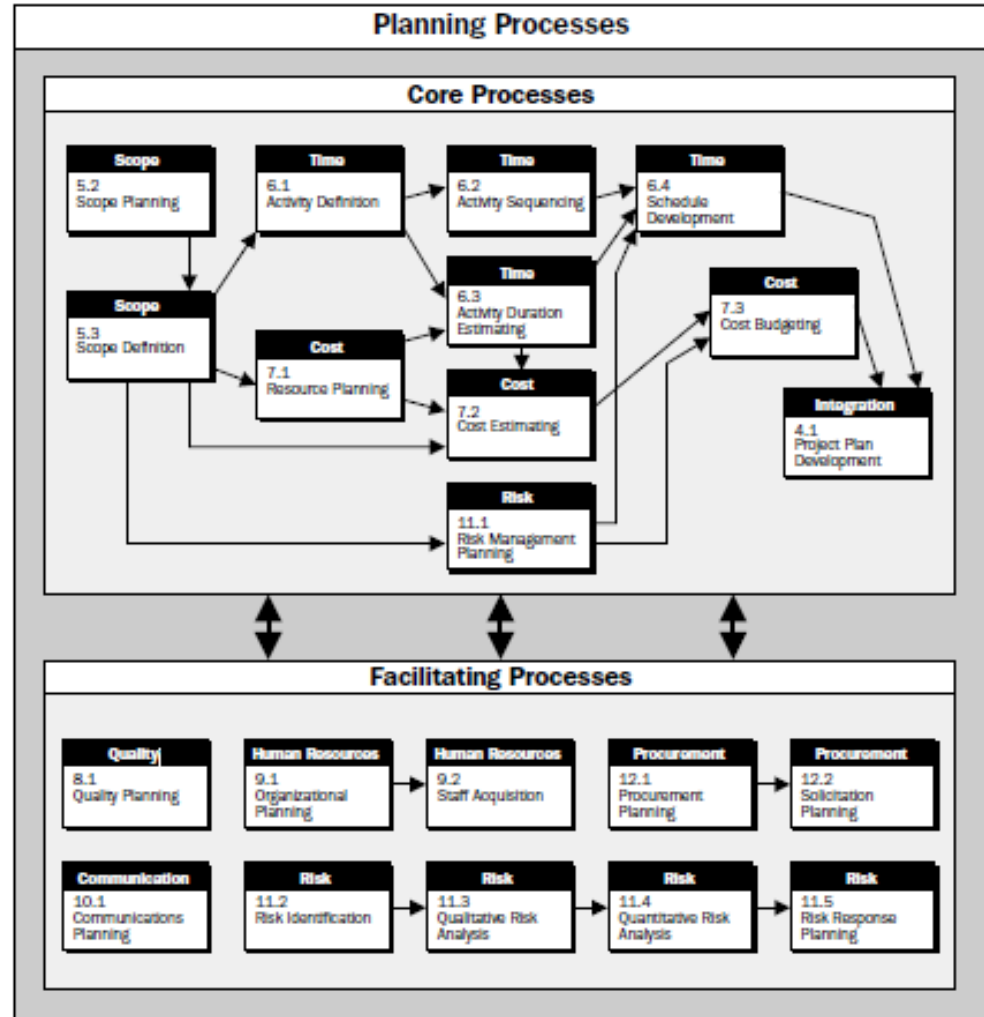 Planning Processes
Core Processes
Scope
5.2
Scope Planning
Time
6.1
Activity Definition
Time
6.2
Activity Sequencing
Time
6.4
Schedule
Development
Scope
5.3
Scope Definition
Time
6.3
Activity Duration
Estimating
Cost
7.3
Cost Budgeting
Cost
7.1
Resource Planning
Cost
7.2
Cost Estimating
Integration
4.1
Project Plan
Development
Risk
11.1
Risk Management
Planning
Facilitating Processes
Quality
8.1
Quality Planning
Human Resources
9.1
Organizational
Planning
Human Resources
9.2
Staff Acquisition
Procurement
12.1
Procurement
Planning
Procurement
12.2
Solicitation
Planning
Communication
10.1
Communications
Planning
Risk
11.2
Risk Identification
Risk
11.3
Qualitative Risk
Analysis
Risk
11.4
Quantitative Risk
Analysis
Risk
11.5
Risk Response
Planning